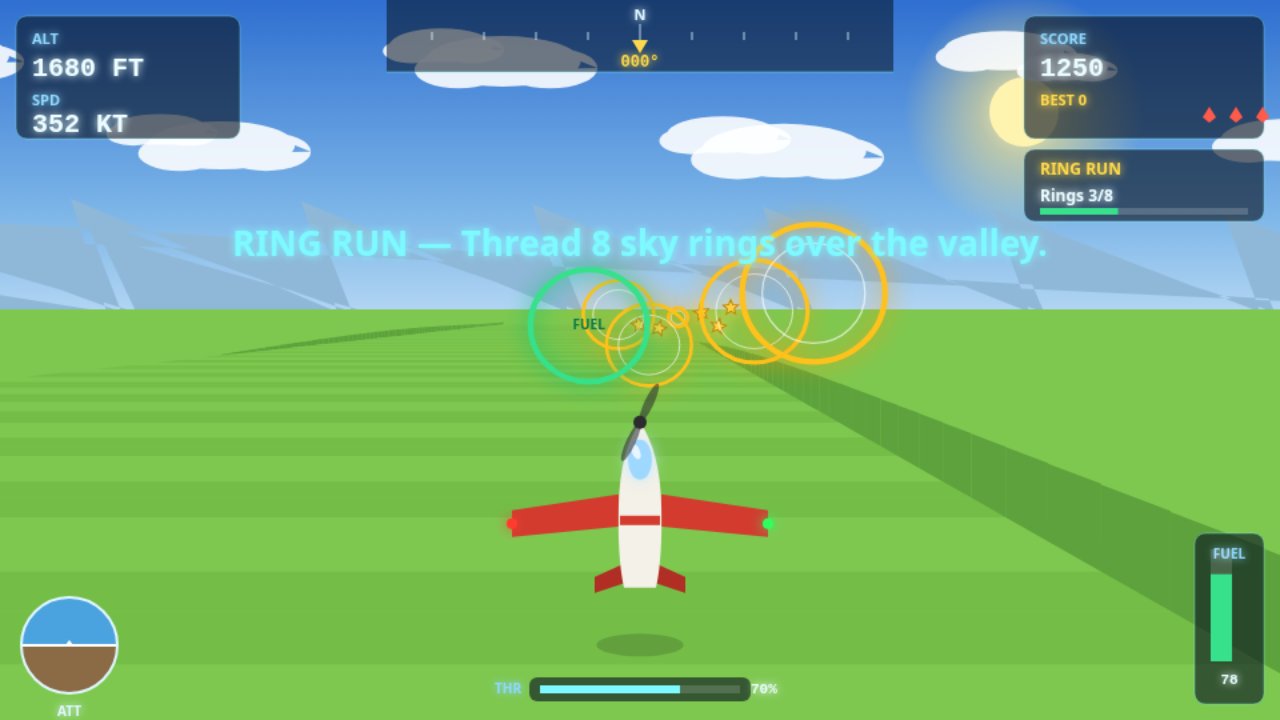 ALT
1680 FT
SPD
352 KT
N
000°
SCORE
1250
BEST 0
RING RUN
Rings 3/8
RING RUN — Thread 8 sky rings over the valley.
FUEL
FUEL
78
THR
70%
ATT